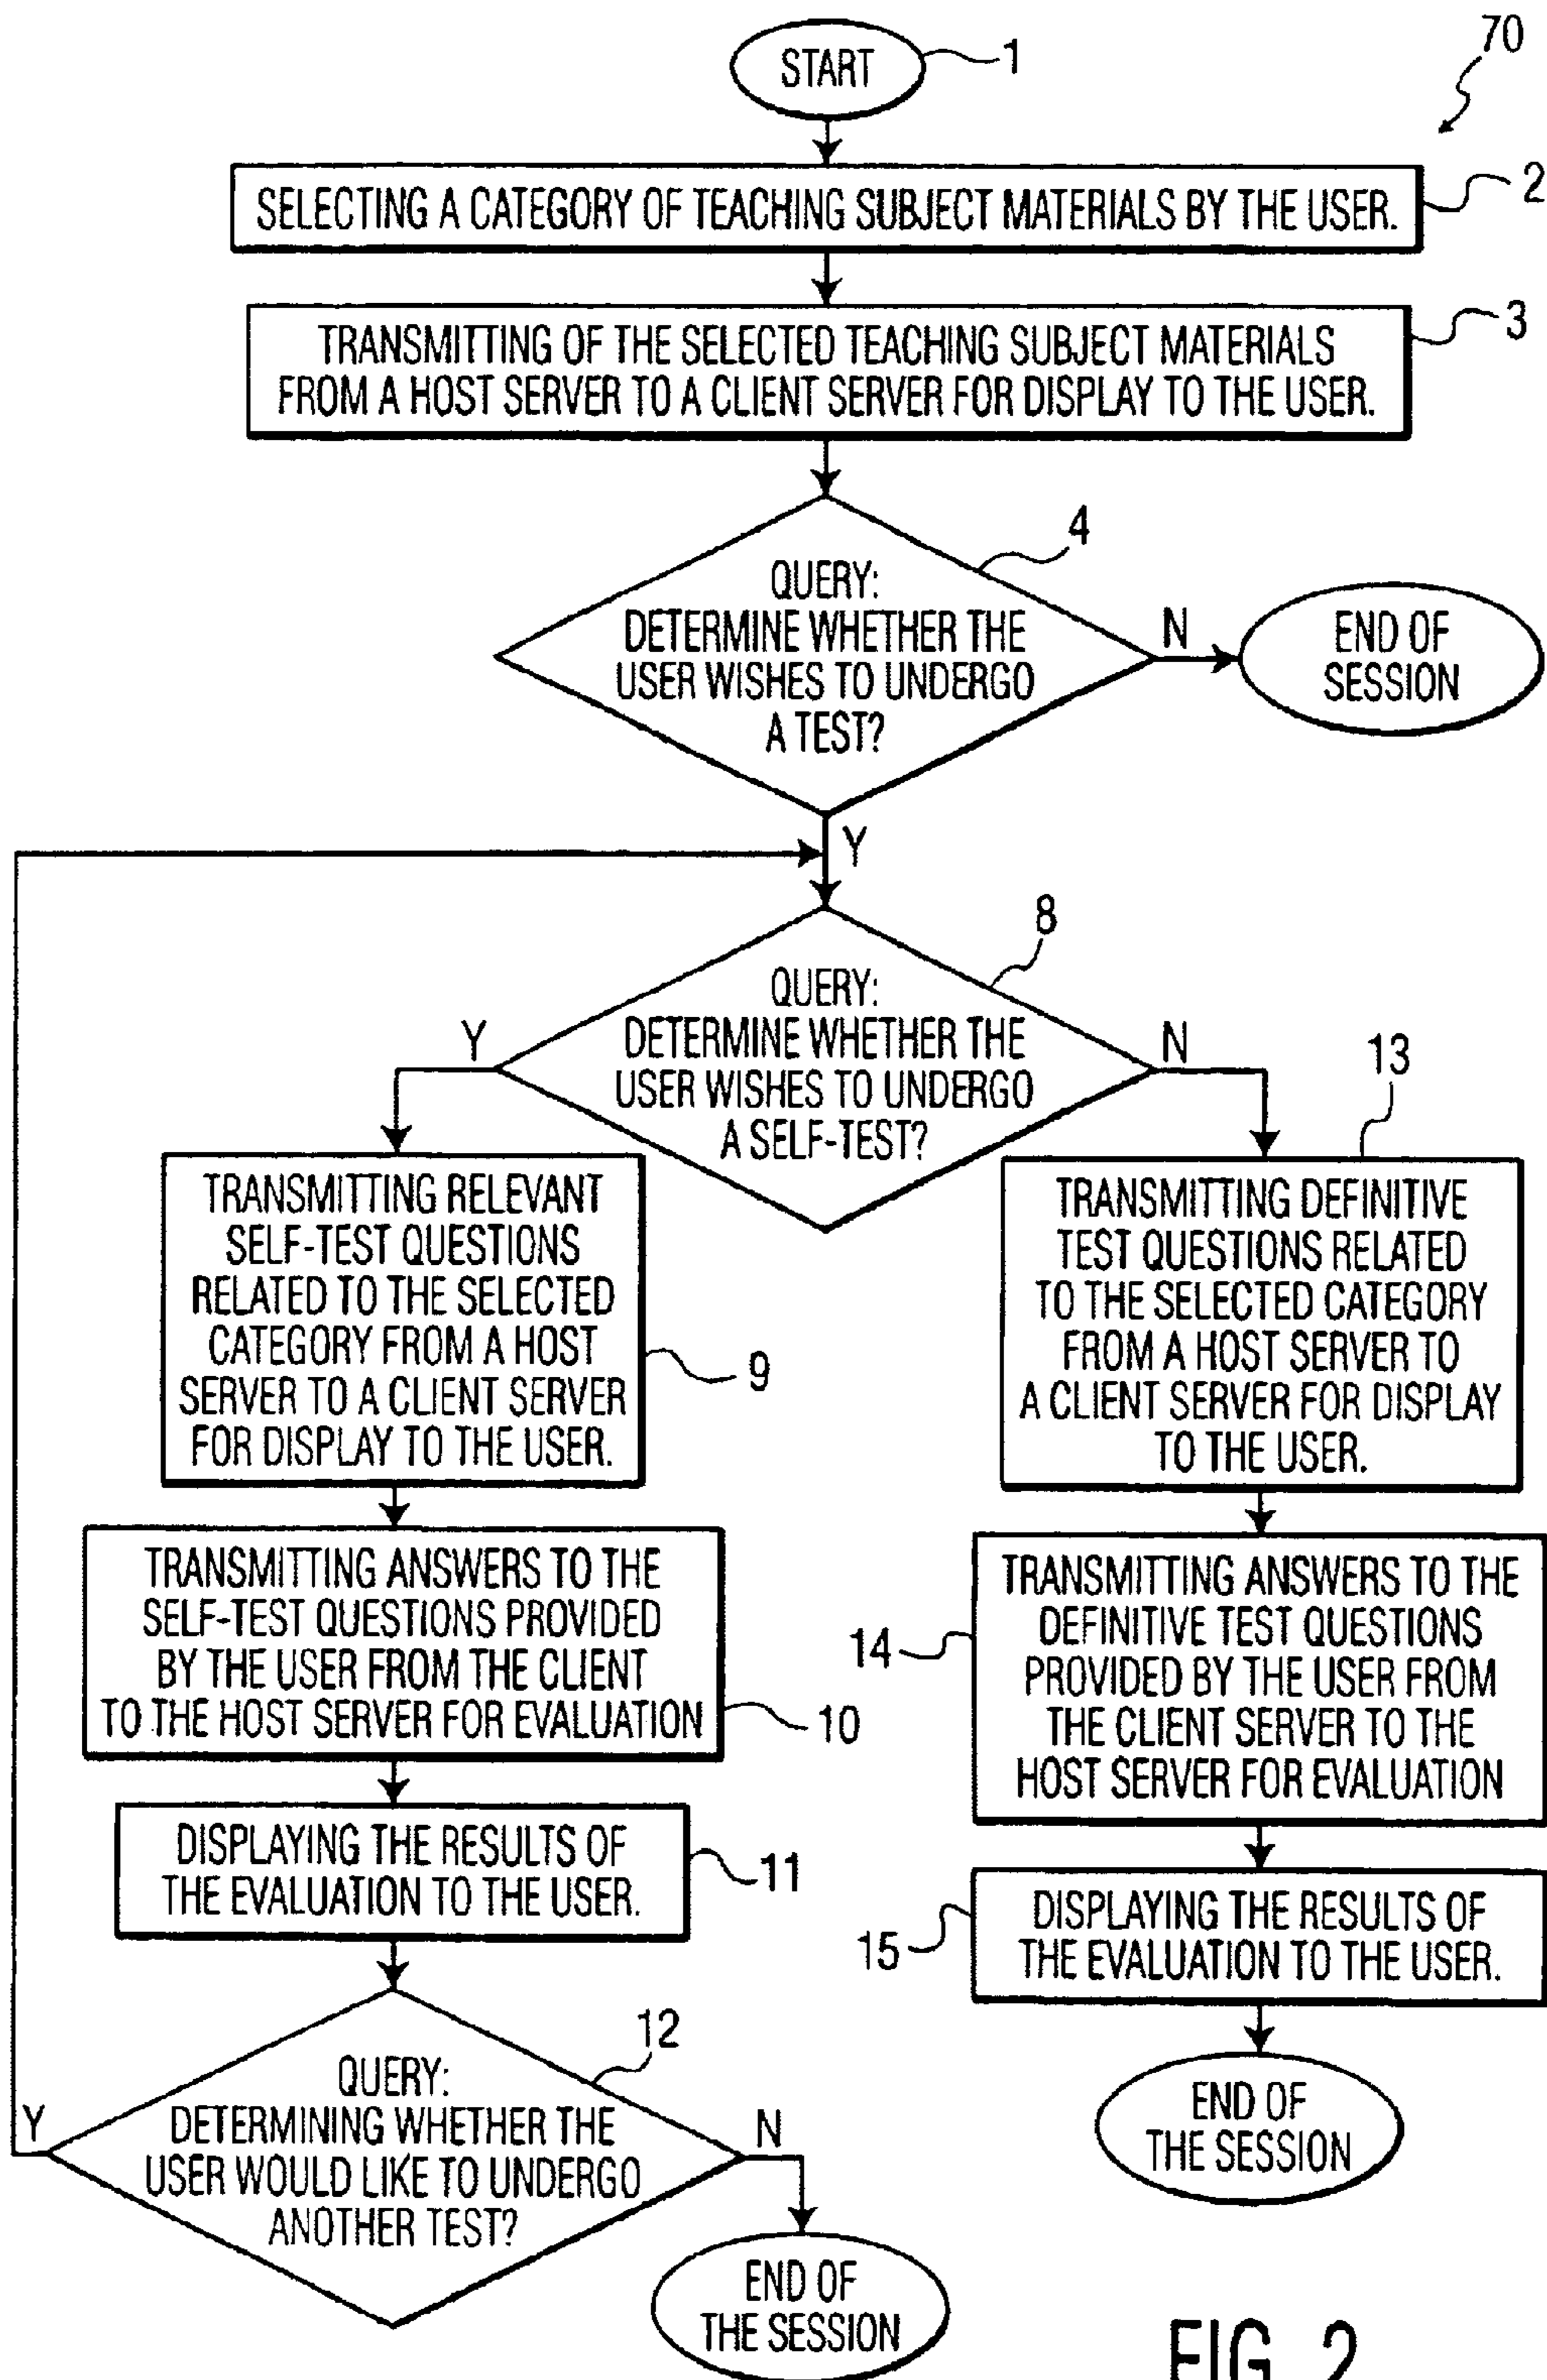 70
START
1
SELECTING A CATEGORY OF TEACHING SUBJECT MATERIALS BY THE USER.
2
TRANSMITTING OF THE SELECTED TEACHING SUBJECT MATERIALS
FROM A HOST SERVER TO A CLIENT SERVER FOR DISPLAY TO THE USER.
3
4
QUERY:
DETERMINE WHETHER THE
USER WISHES TO UNDERGO
A TEST?
N
END OF
SESSION
Y
8
QUERY:
DETERMINE WHETHER THE
USER WISHES TO UNDERGO
A SELF-TEST?
Y
N
TRANSMITTING RELEVANT
SELF-TEST QUESTIONS
RELATED TO THE SELECTED
CATEGORY FROM A HOST
SERVER TO A CLIENT SERVER
FOR DISPLAY TO THE USER.
9
TRANSMITTING ANSWERS TO THE
SELF-TEST QUESTIONS PROVIDED
BY THE USER FROM THE CLIENT
TO THE HOST SERVER FOR EVALUATION
10
DISPLAYING THE RESULTS OF
THE EVALUATION TO THE USER.
11
12
QUERY:
DETERMINING WHETHER THE
USER WOULD LIKE TO UNDERGO
ANOTHER TEST?
Y
N
END OF
THE SESSION
13
TRANSMITTING DEFINITIVE
TEST QUESTIONS RELATED
TO THE SELECTED CATEGORY
FROM A HOST SERVER TO
A CLIENT SERVER FOR DISPLAY
TO THE USER.
14
TRANSMITTING ANSWERS TO THE
DEFINITIVE TEST QUESTIONS
PROVIDED BY THE USER FROM
THE CLIENT SERVER TO THE
HOST SERVER FOR EVALUATION
15
DISPLAYING THE RESULTS OF
THE EVALUATION TO THE USER.
END OF
THE SESSION
FIG. 2